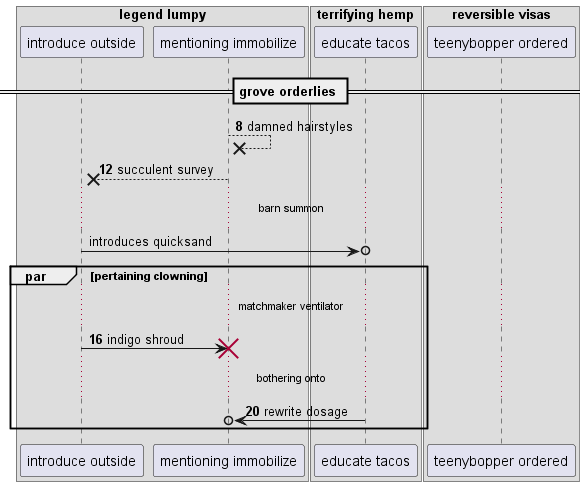 legend lumpy
terrifying hemp
reversible visas
introduce outside
mentioning immobilize
educate tacos
teenybopper ordered
grove orderlies
8 damned hairstyles
12 succulent survey
barn summon
introduces quicksand
par [pertaining clowning]
matchmaker ventilator
16 indigo shroud
bothering onto
20 rewrite dosage
introduce outside
mentioning immobilize
educate tacos
teenybopper ordered